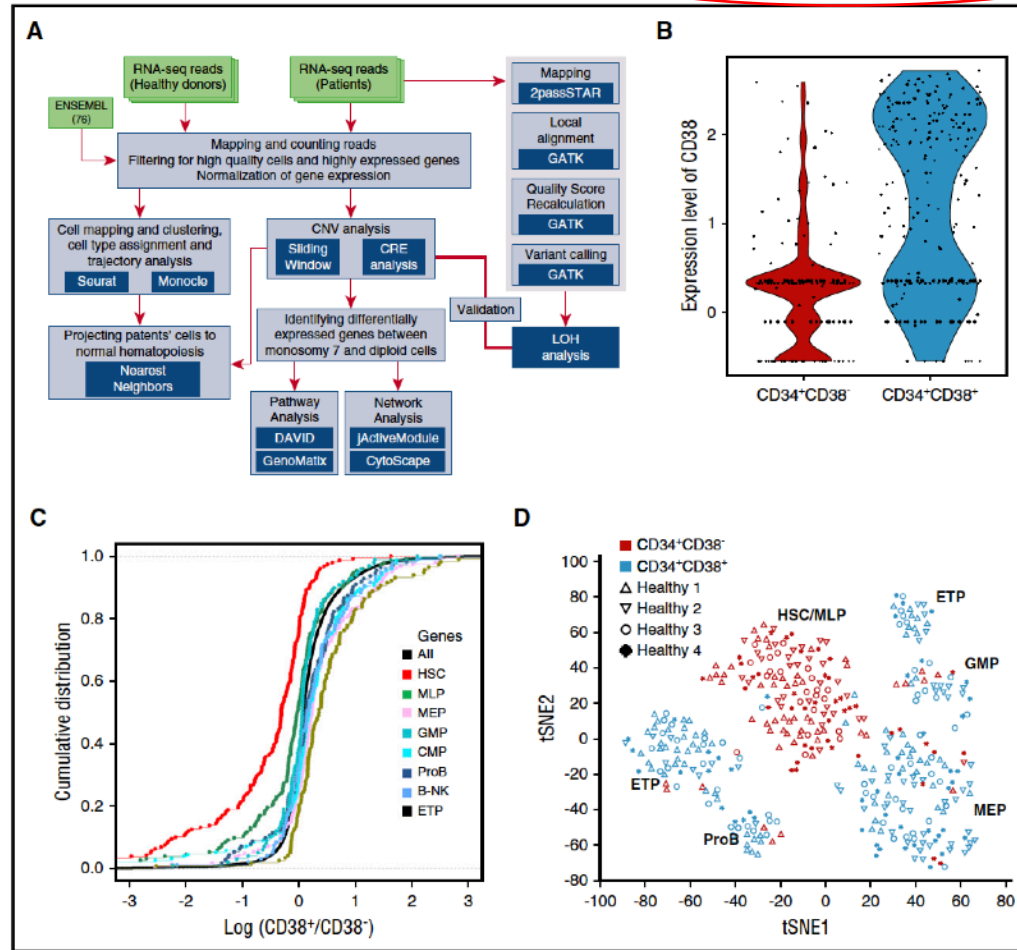 A
RNA-seq reads
(Healthy donors)
RNA-seq reads
(Patients)
ENSEMBL
(76)
Mapping and counting reads
Filtering for high quality cells and highly expressed genes
Normalization of gene expression
Cell mapping and clustering,
cell type assignment and
trajectory analysis
Seurat
Monocle
CNV analysis
Sliding
Window
CRE
analysis
Projecting patents' cells to
normal hematopoiesis
Nearest
Neighbors
Identifying differentially
expressed genes between
monosomy 7 and diploid cells
Pathway
Analysis
DAVID
GenoMatix
Network
Analysis
jActiveModule
CytoScape
Mapping
2passSTAR
Local
alignment
GATK
Quality Score
Recalculation
GATK
Variant calling
GATK
Validation
LOH
analysis
B
Expression level of CD38
2
1
0
CD34+CD38-
CD34+CD38+
C
Cumulative distribution
1.0
0.8
0.6
0.4
0.2
0.0
Genes
All
HSC
MLP
MEP
GMP
CMP
ProB
B-NK
ETP
-3
-2
-1
0
1
2
3
Log (CD38+/CD38-)
D
CD34+CD38-
CD34+CD38+
Healthy 1
Healthy 2
Healthy 3
Healthy 4
tSNE2
100
80
60
40
20
0
-20
-40
-60
-80
HSC/MLP
ETP
GMP
ETP
MEP
ProB
-100
-80
-60
-40
-20
0
20
40
60
80
tSNE1